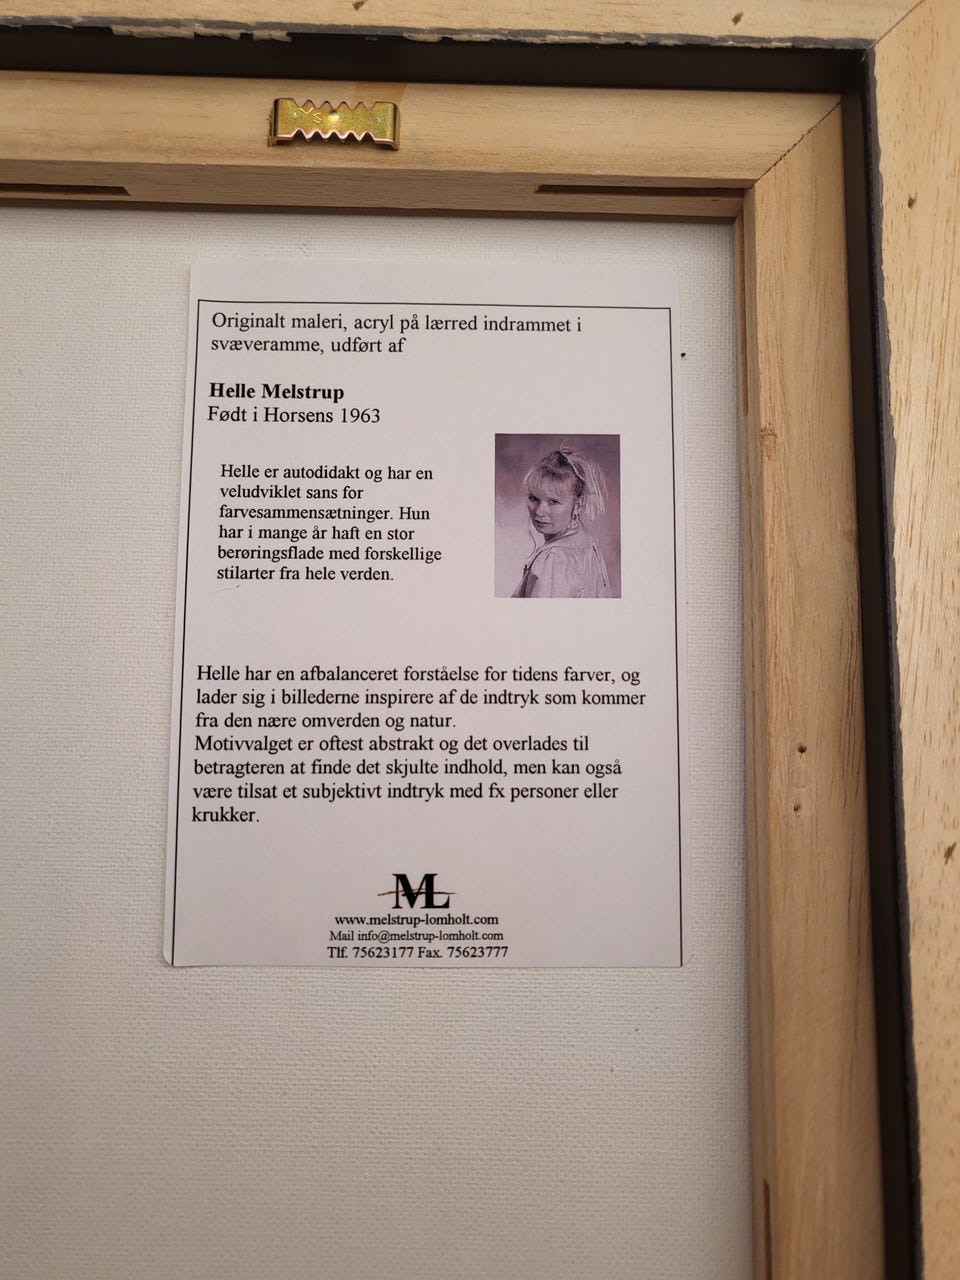 Originalt maleri, acryl på lærred indrammet i
svæveramme, udført af
Helle Melstrup
Født i Horsens 1963
Helle er autodidakt og har en
veludviklet sans for
farvesammensætninger. Hun
har i mange år haft en stor
berøringsflade med forskellige
stilarter fra hele verden.
Helle har en afbalanceret forståelse for tidens farver, og
lader sig i billederne inspirere af de indtryk som kommer
fra den nære omverden og natur.
Motivvalget er oftest abstrakt og det overlades til
betragteren at finde det skjulte indhold, men kan også
være tilsat et subjektivt indtryk med fx personer eller
krukker.
ML
www.melstrup-lomholt.com
Mail info@melstrup-lomholt.com
Tlf. 75623177 Fax. 75623777